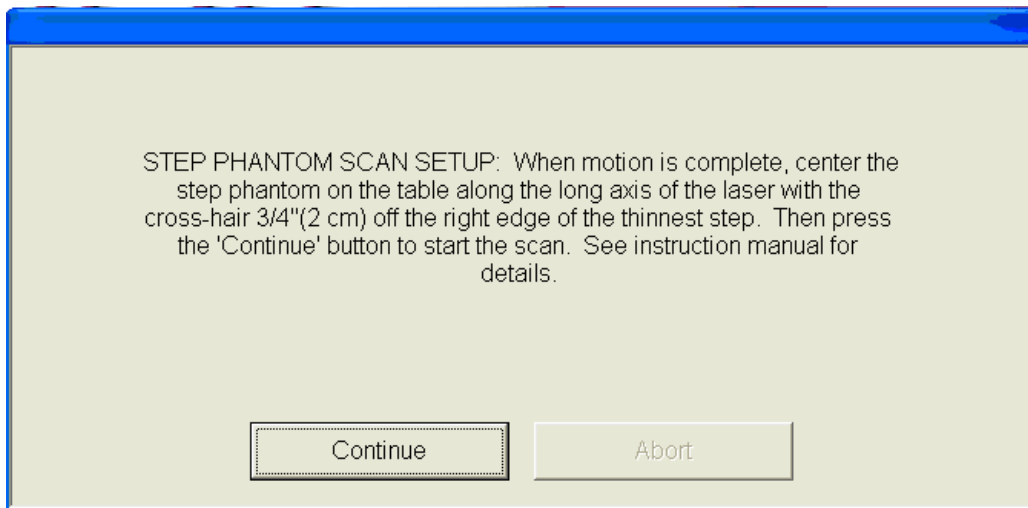 STEP PHANTOM SCAN SETUP:  When motion is complete, center the
step phantom on the table along the long axis of the laser with the
cross-hair 3/4"(2 cm) off the right edge of the thinnest step.  Then press
the 'Continue' button to start the scan.  See instruction manual for
details.
Continue
Abort